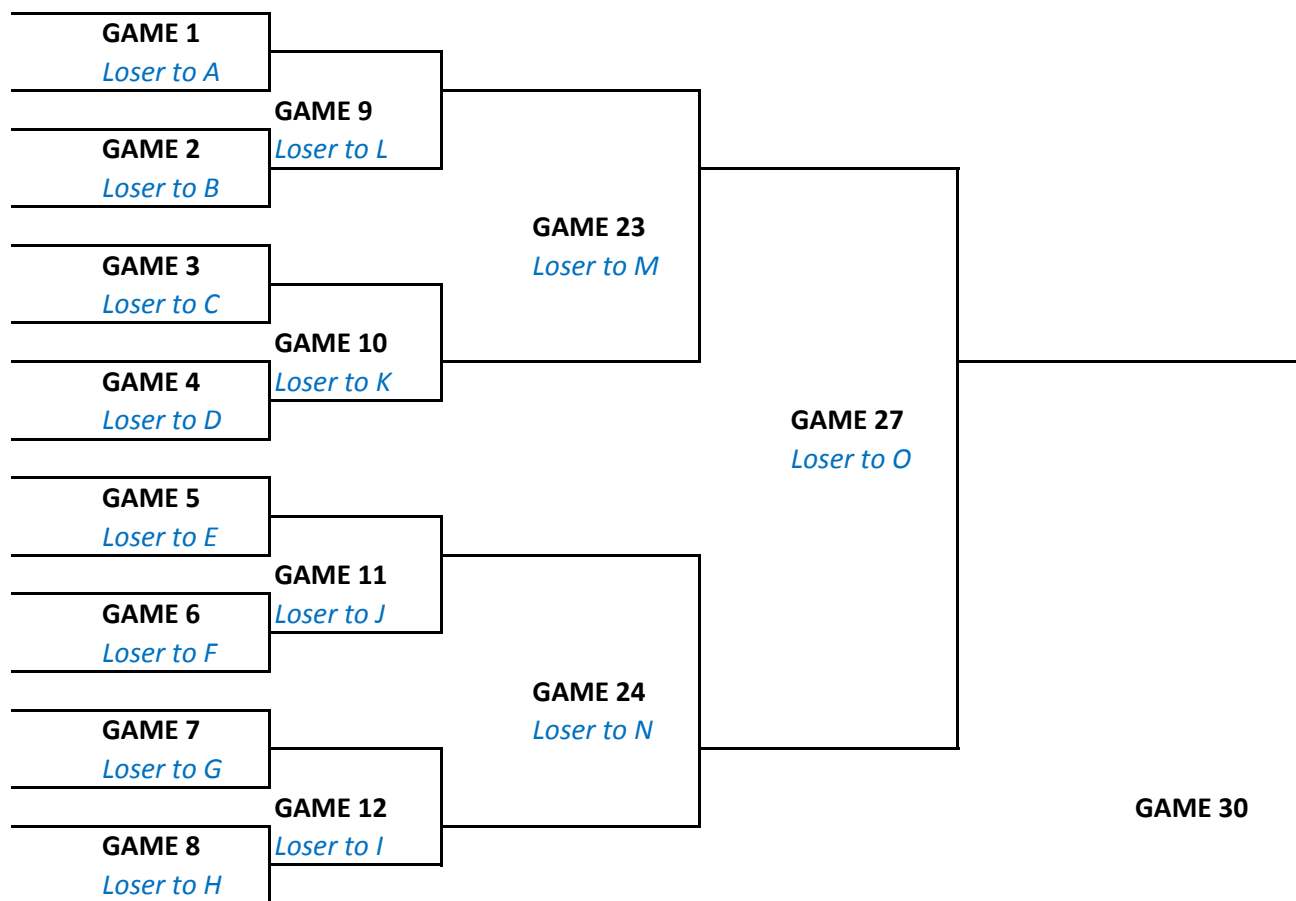 GAME 1
Loser to A
GAME 9
GAME 2
Loser to L
Loser to B
GAME 23
GAME 3
Loser to M
Loser to C
GAME 10
GAME 4
Loser to K
Loser to D
GAME 27
Loser to O
GAME 5
Loser to E
GAME 11
GAME 6
Loser to J
Loser to F
GAME 24
GAME 7
Loser to N
Loser to G
GAME 12
GAME 30
GAME 8
Loser to I
Loser to H